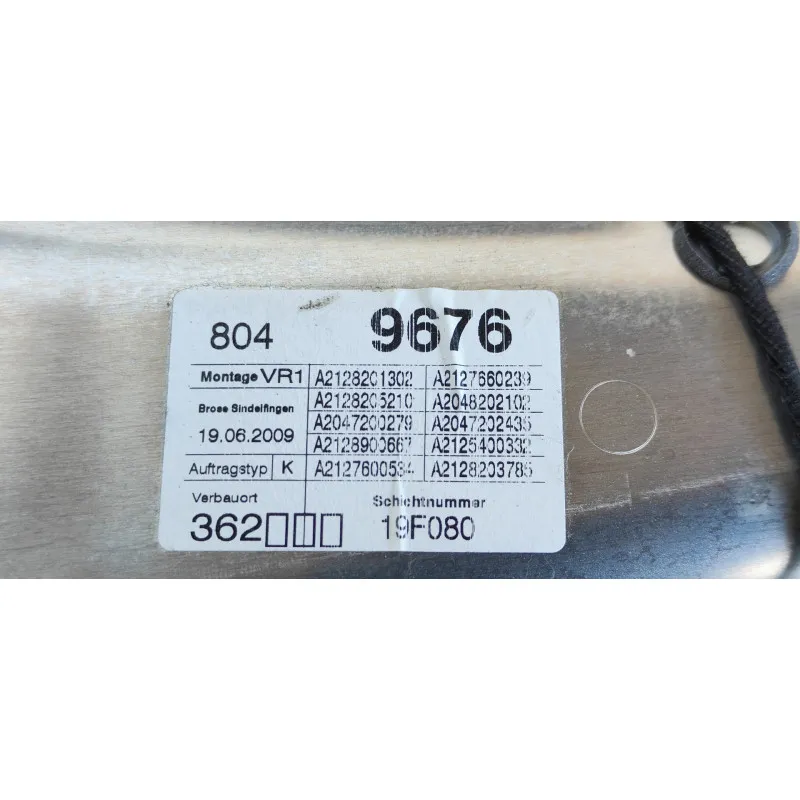 804 9676
Montage VR1 A2128201302 A2127660239
Brose Sindelfingen A2128205210 A2048202102
19.06.2009 A2047200279 A2047202435
A2128900667 A2125400332
Auftragstyp K A2127600534 A2128203785
Verbauort Schichtnummer
362□□□ 19F080